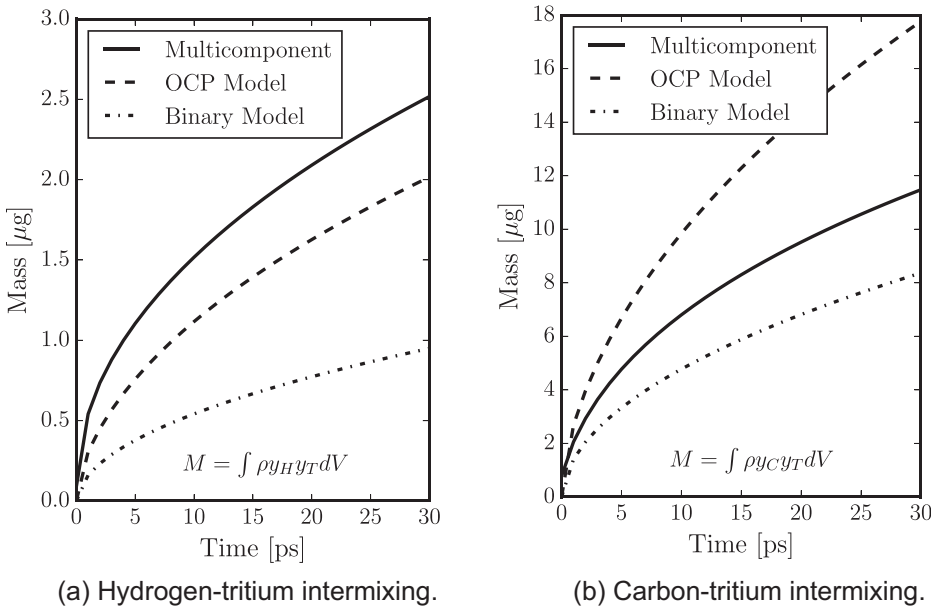 3.0
2.5
2.0
1.5
1.0
0.5
0.0
Mass [μg]
Multicomponent
OCP Model
Binary Model
M = ∫ ρy_H y_T dV
0 5 10 15 20 25 30
Time [ps]
(a) Hydrogen-tritium intermixing.
18
16
14
12
10
8
6
4
2
0
Mass [μg]
Multicomponent
OCP Model
Binary Model
M = ∫ ρy_C y_T dV
0 5 10 15 20 25 30
Time [ps]
(b) Carbon-tritium intermixing.